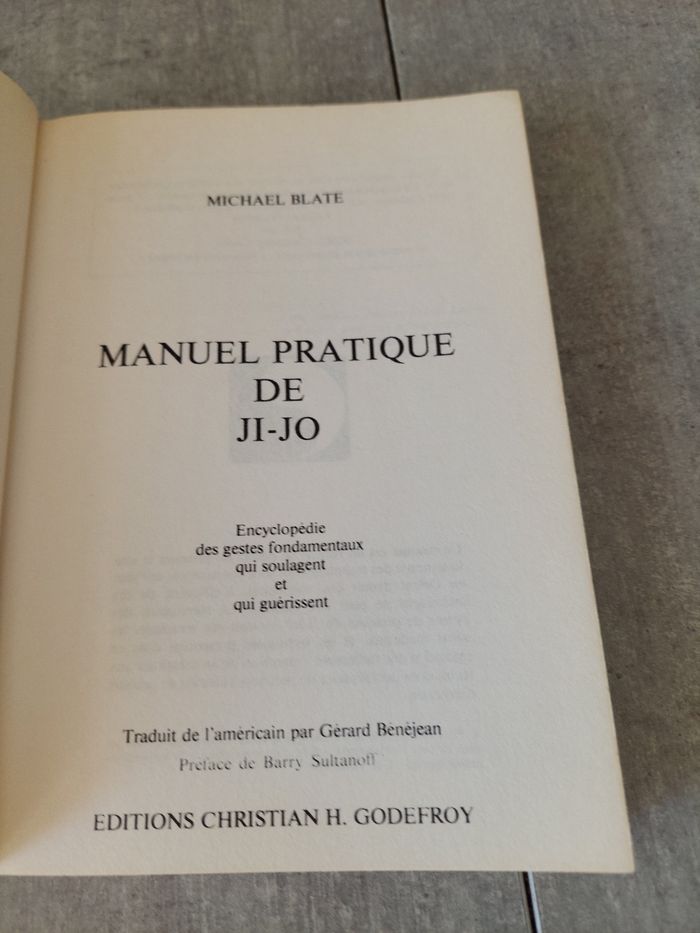 MICHAEL BLATE
MANUEL PRATIQUE
DE
JI-JO
Encyclopédie
des gestes fondamentaux
qui soulagent
et
qui guérissent
Traduit de l'américain par Gérard Bénéjean
Préface de Barry Sultanoff
EDITIONS CHRISTIAN H. GODEFROY